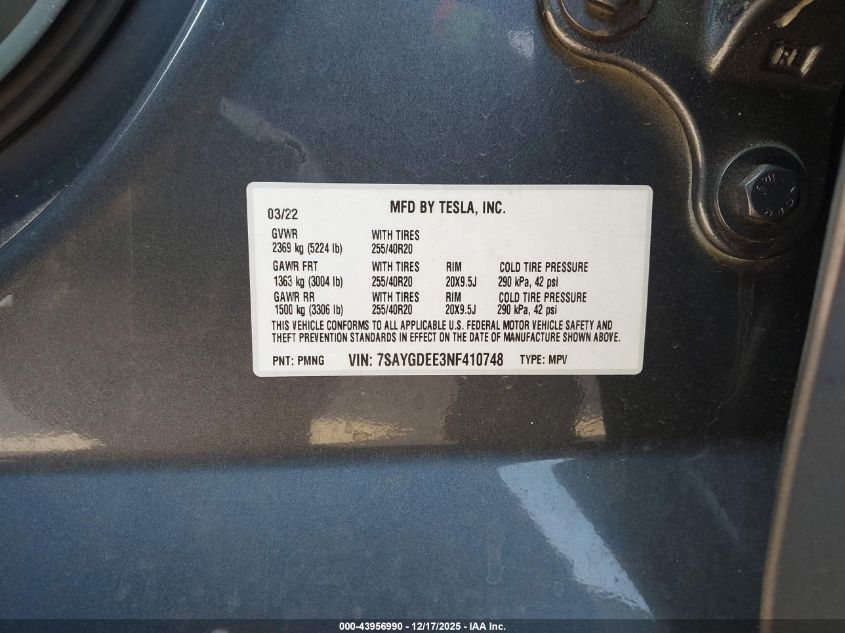 03/22 MFD BY TESLA, INC.
GVWR WITH TIRES
2369 kg (5224 lb) 255/40R20
GAWR FRT WITH TIRES RIM COLD TIRE PRESSURE
1363 kg (3004 lb) 255/40R20 20X9.5J 290 kPa, 42 psi
GAWR RR WITH TIRES RIM COLD TIRE PRESSURE
1500 kg (3306 lb) 255/40R20 20X9.5J 290 kPa, 42 psi
THIS VEHICLE CONFORMS TO ALL APPLICABLE U.S. FEDERAL MOTOR VEHICLE SAFETY AND
THEFT PREVENTION STANDARDS IN EFFECT ON THE DATE OF MANUFACTURE SHOWN ABOVE.
PNT: PMNG VIN: 7SAYGDEE3NF410748 TYPE: MPV
000-43956990 - 12/17/2025 - IAA Inc.